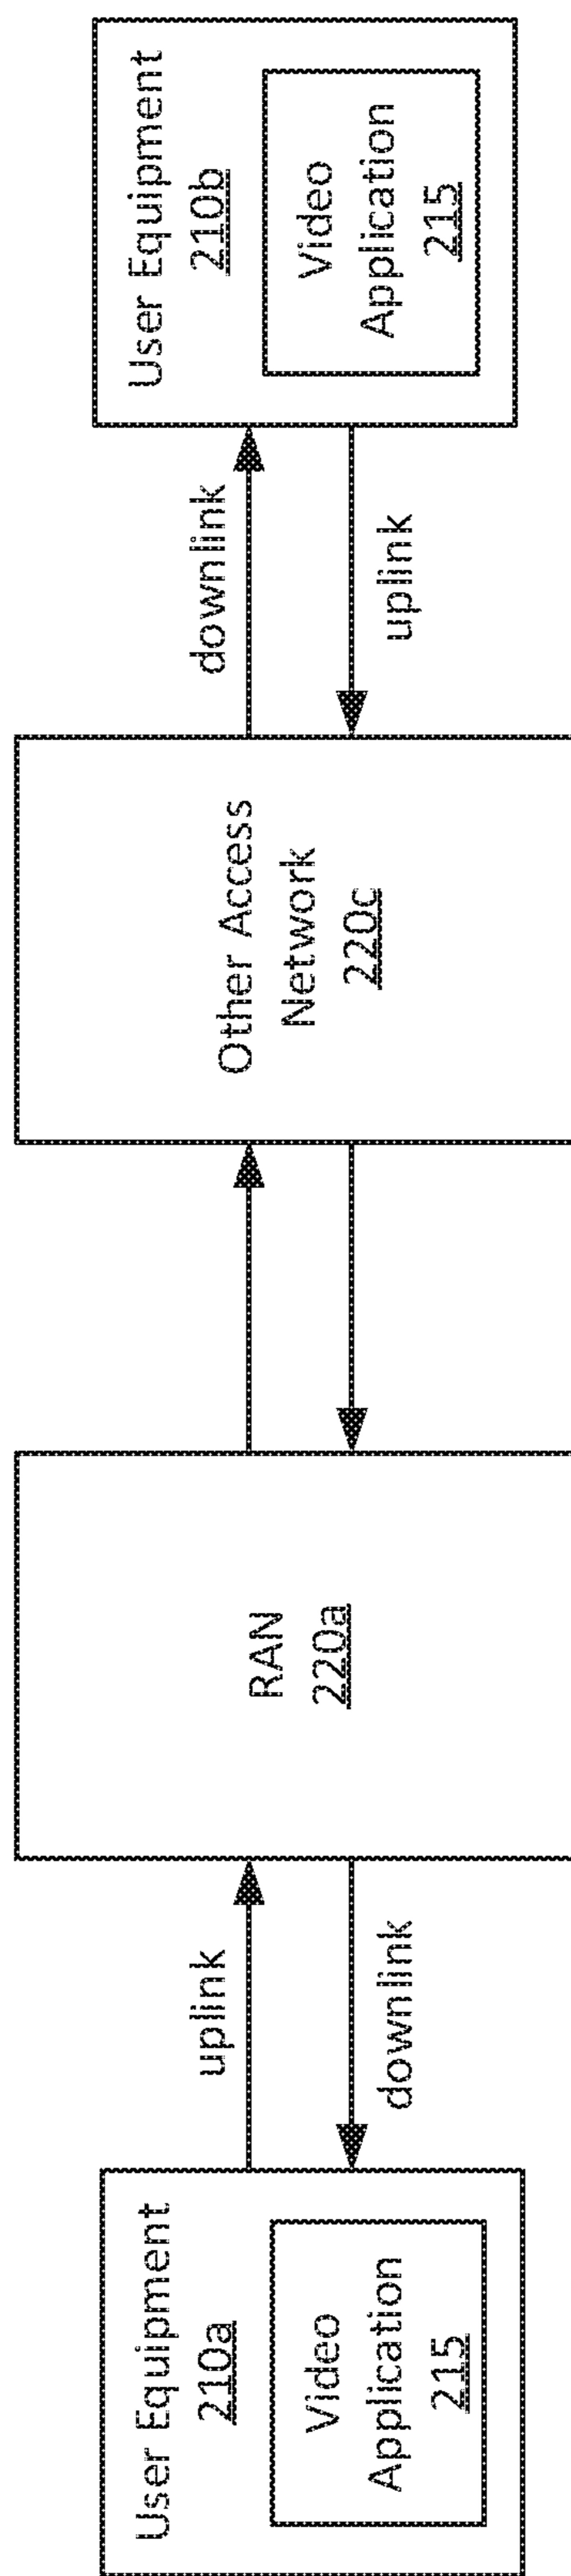 User Equipment
210a
Video
Application
215
uplink
downlink
RAN
220a
Other Access
Network
220c
downlink
uplink
User Equipment
210b
Video
Application
215